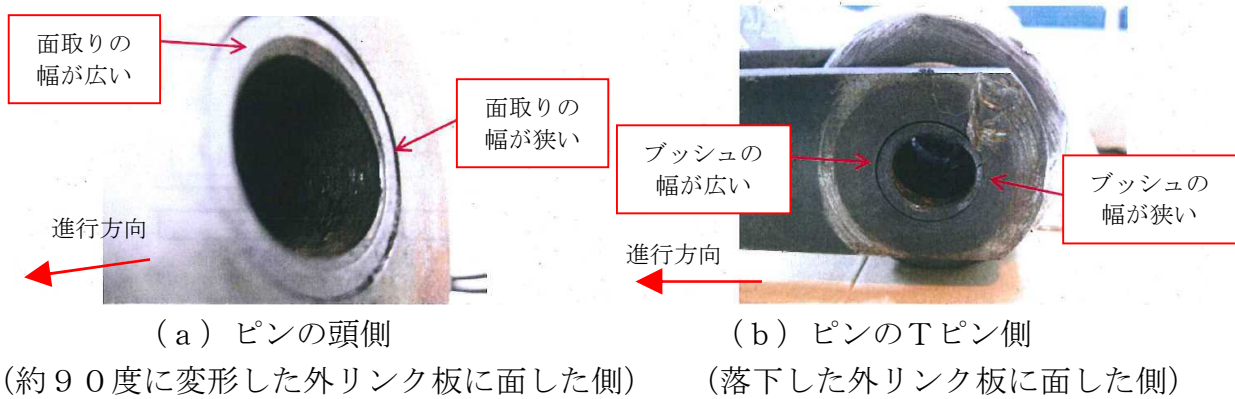 面取りの
幅が広い
面取りの
幅が狭い
進行方向
ブッシュの
幅が広い
ブッシュの
幅が狭い
進行方向
（ａ）ピンの頭側
（ｂ）ピンのＴピン側
（約９０度に変形した外リンク板に面した側）
（落下した外リンク板に面した側）